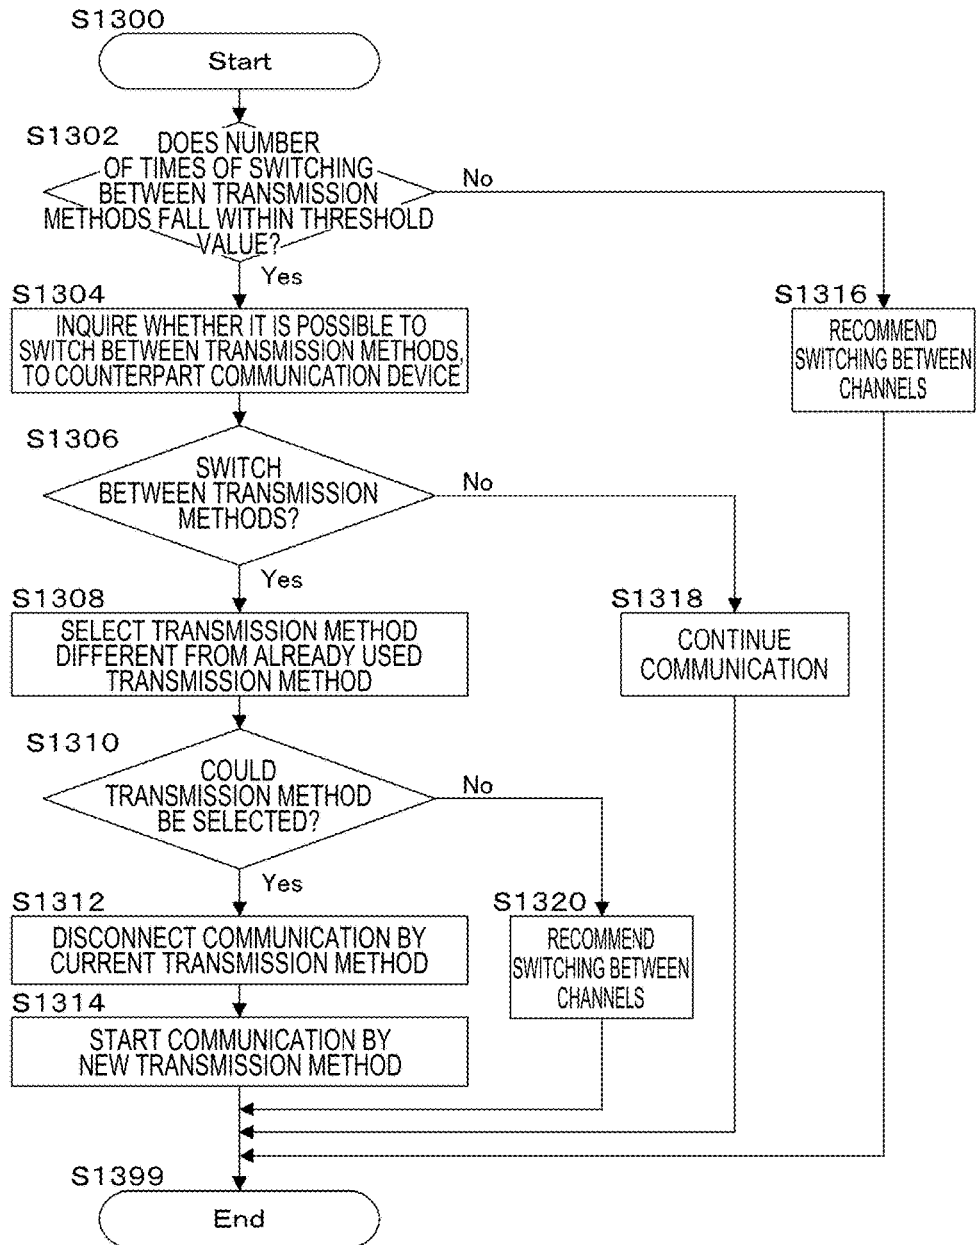 S1300
Start
S1302
DOES NUMBER
OF TIMES OF SWITCHING
BETWEEN TRANSMISSION
METHODS FALL WITHIN THRESHOLD
VALUE?
No
Yes
S1304
INQUIRE WHETHER IT IS POSSIBLE TO
SWITCH BETWEEN TRANSMISSION METHODS,
TO COUNTERPART COMMUNICATION DEVICE
S1316
RECOMMEND
SWITCHING BETWEEN
CHANNELS
S1306
SWITCH
BETWEEN TRANSMISSION
METHODS?
No
Yes
S1308
SELECT TRANSMISSION METHOD
DIFFERENT FROM ALREADY USED
TRANSMISSION METHOD
S1318
CONTINUE
COMMUNICATION
S1310
COULD
TRANSMISSION METHOD
BE SELECTED?
No
Yes
S1312
DISCONNECT COMMUNICATION BY
CURRENT TRANSMISSION METHOD
S1320
RECOMMEND
SWITCHING BETWEEN
CHANNELS
S1314
START COMMUNICATION BY
NEW TRANSMISSION METHOD
S1399
End